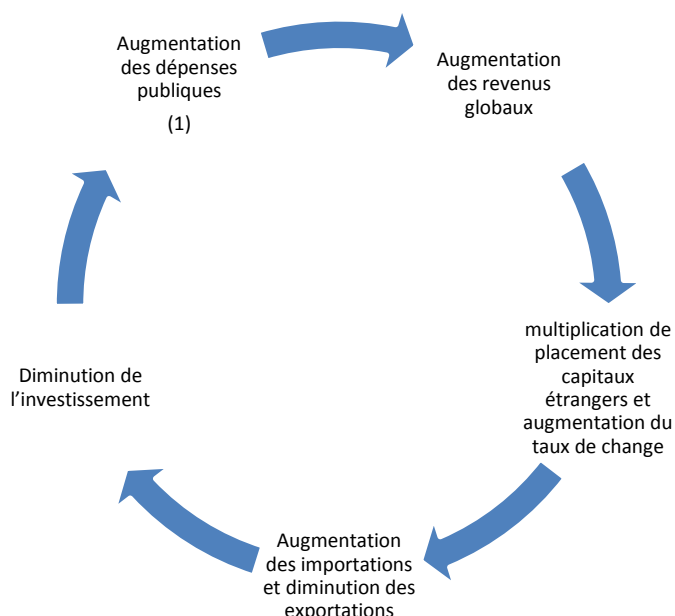 Augmentation
des dépenses
publiques
(1)
Augmentation
des revenus
globaux
multiplication de
placement des
capitaux
étrangers et
augmentation du
taux de change
Augmentation
des importations
et diminution des
exportations
Diminution de
l'investissement